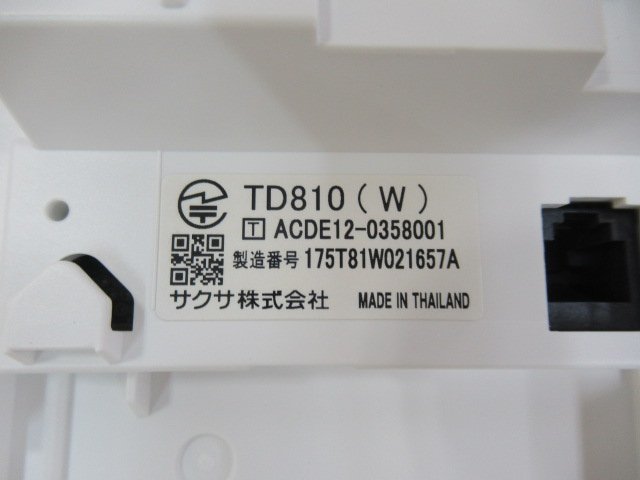 TD810(W)
T ACDE12-0358001
製造番号 175T81W021657A
サクサ株式会社 MADE IN THAILAND